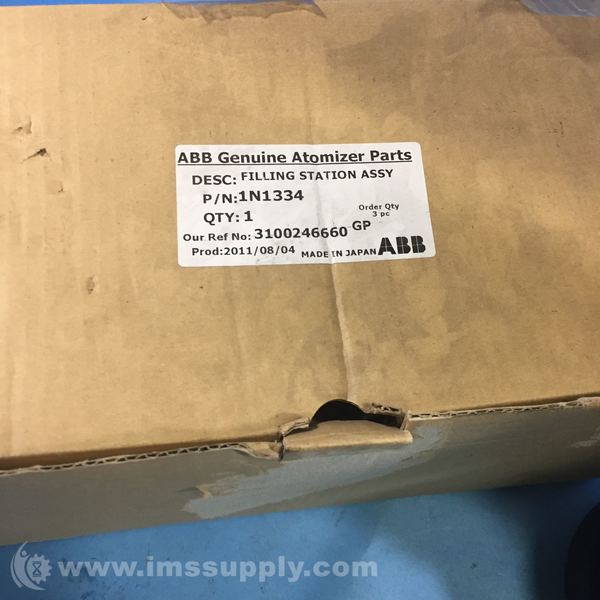 ABB Genuine Atomizer Parts
DESC: FILLING STATION ASSY
P/N: 1N1334
QTY: 1 Order Qty
3 pc
Our Ref No: 3100246660 GP
Prod:2011/08/04 MADE IN JAPAN ABB
www.imssupply.com